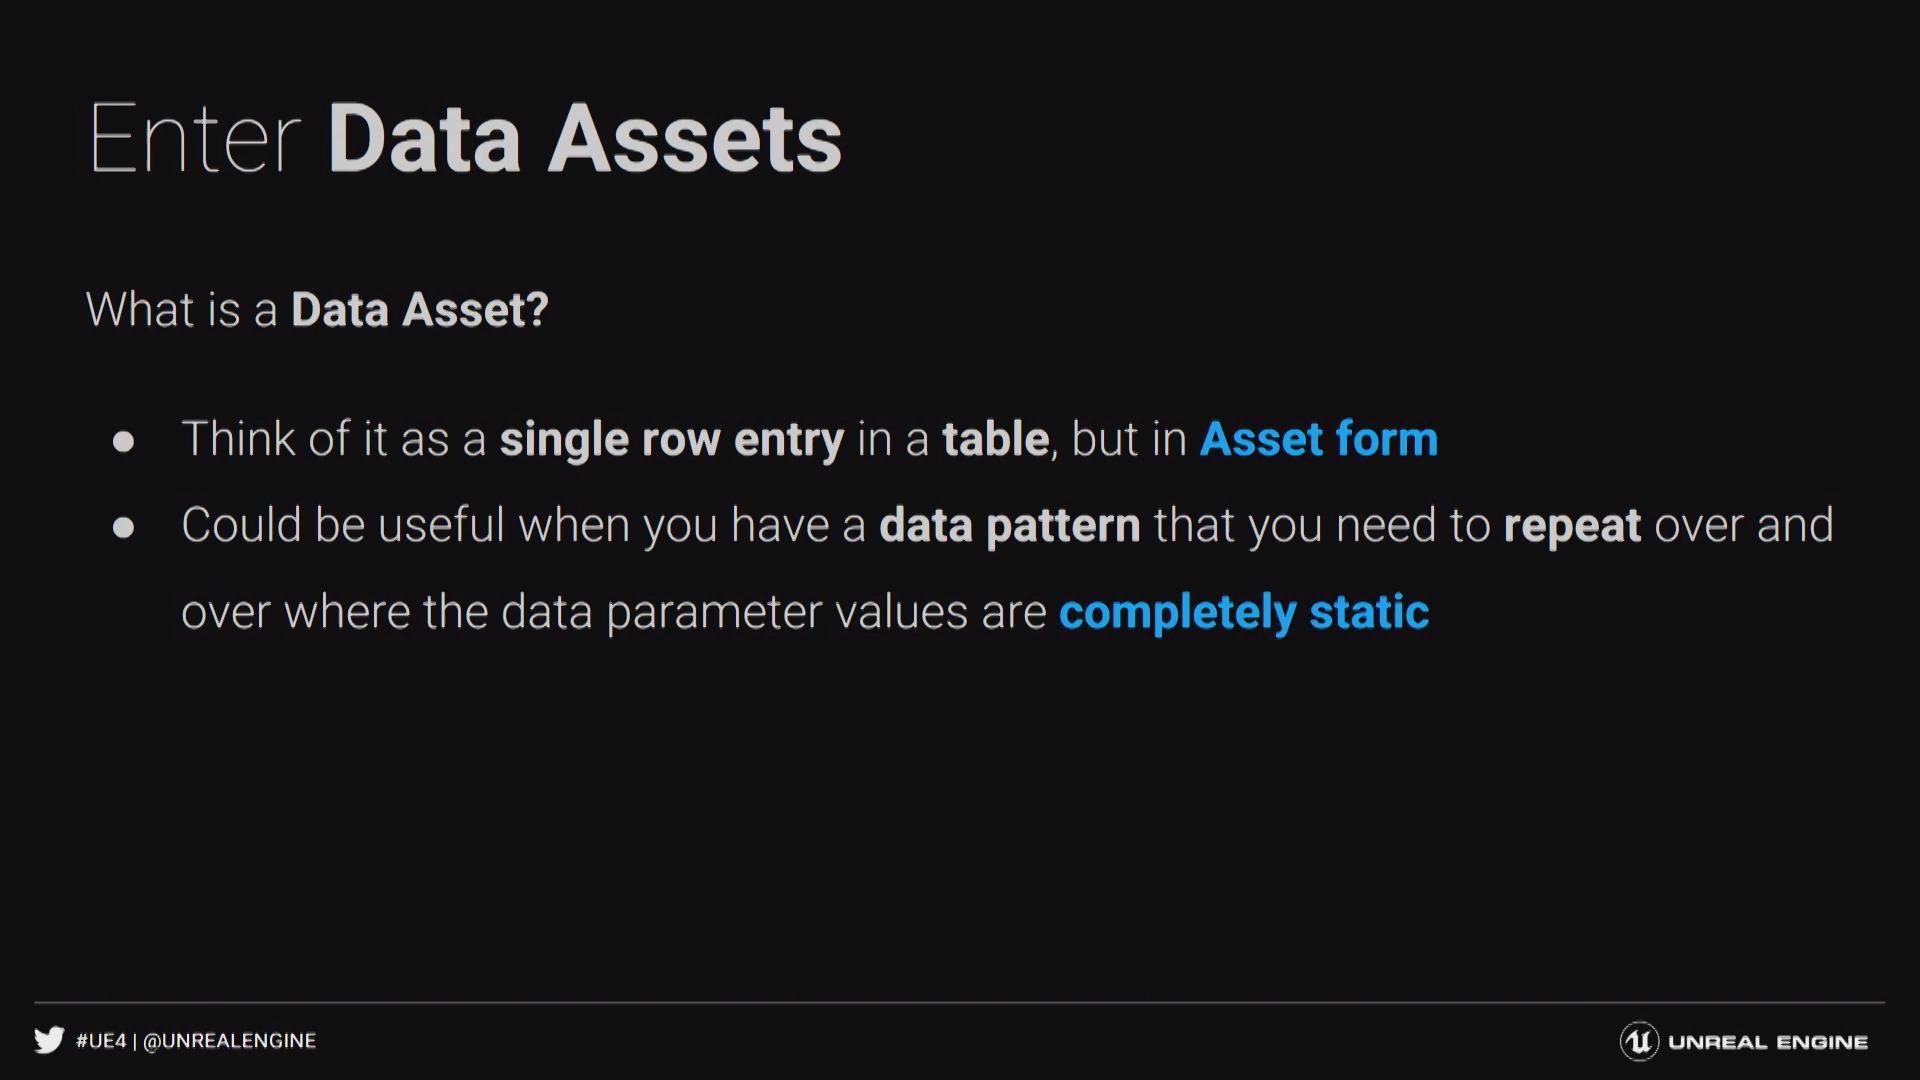 Enter Data Assets
What is a Data Asset?
● Think of it as a single row entry in a table, but in Asset form
● Could be useful when you have a data pattern that you need to repeat over and
over where the data parameter values are completely static
#UE4 | @UNREALENGINE
UNREAL ENGINE